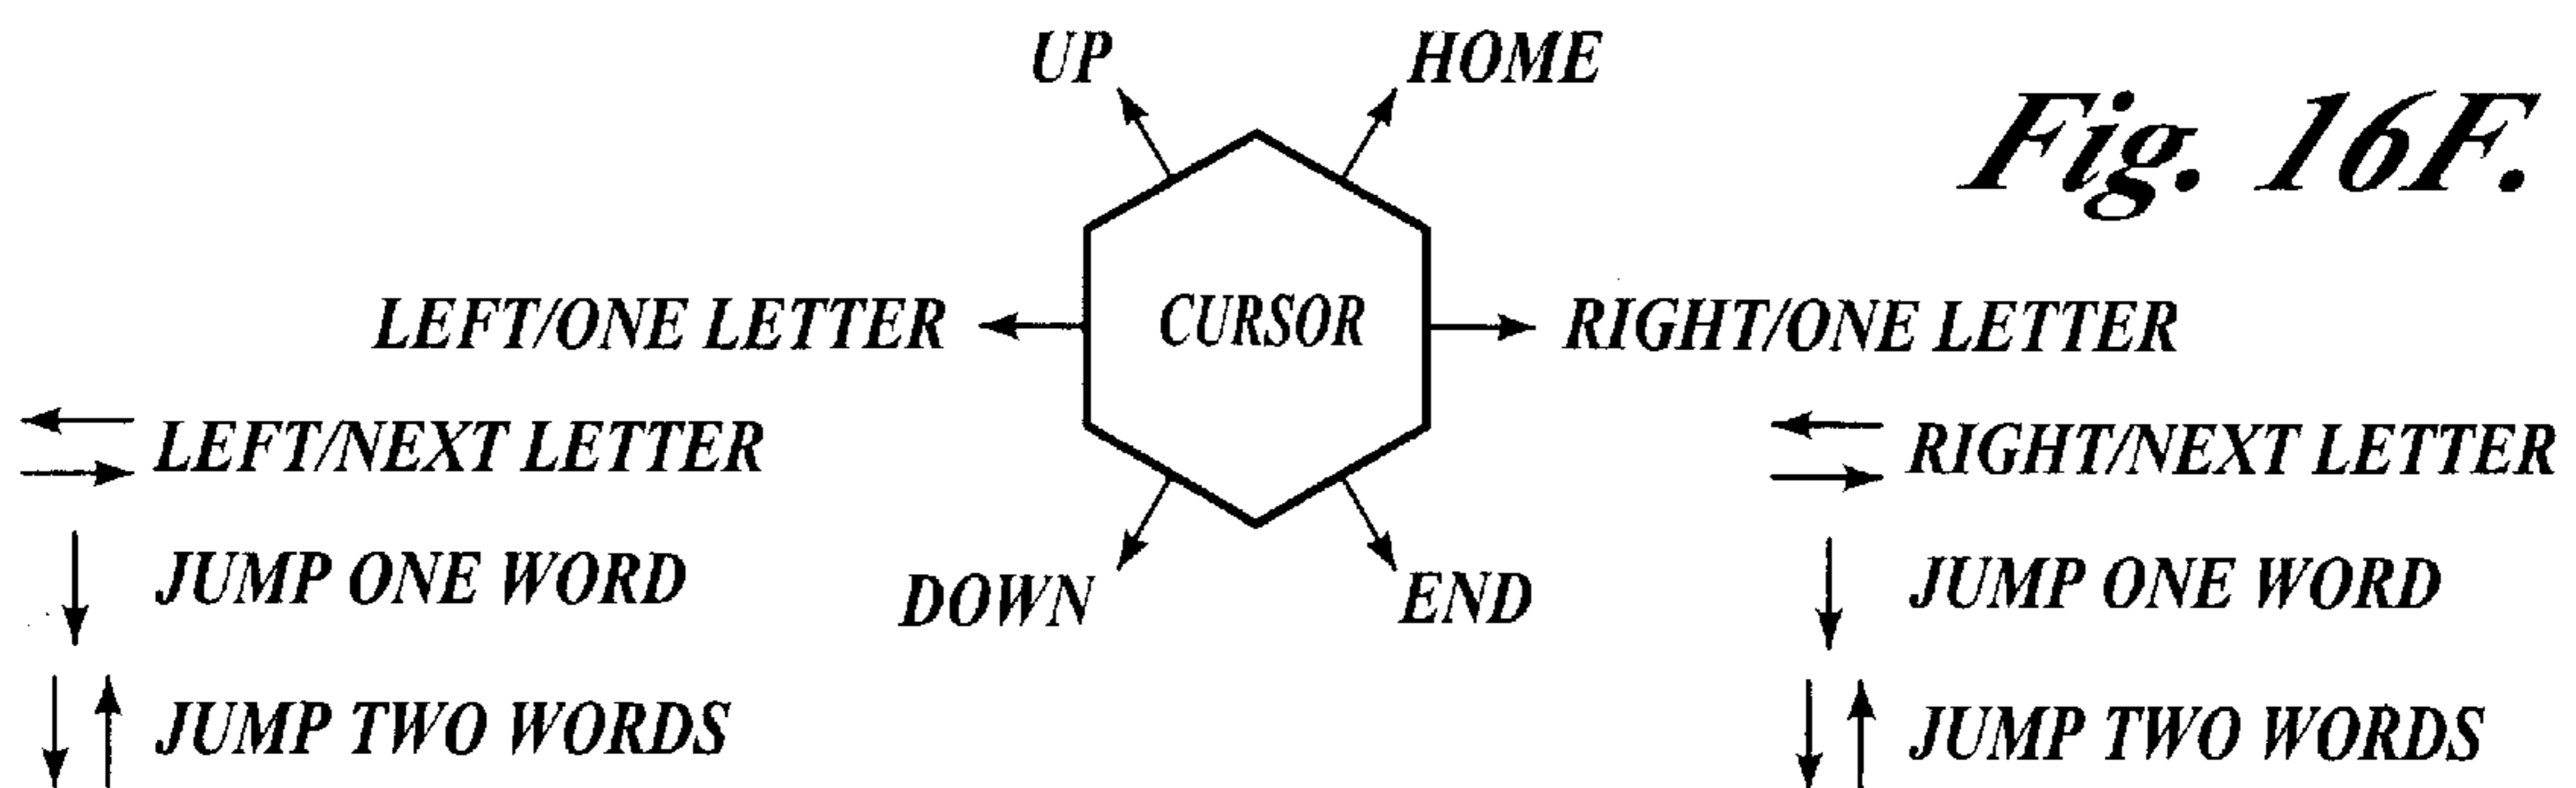 UP
HOME
Fig. 16F.
LEFT/ONE LETTER
CURSOR
RIGHT/ONE LETTER
LEFT/NEXT LETTER
RIGHT/NEXT LETTER
JUMP ONE WORD
JUMP ONE WORD
DOWN
END
JUMP TWO WORDS
JUMP TWO WORDS